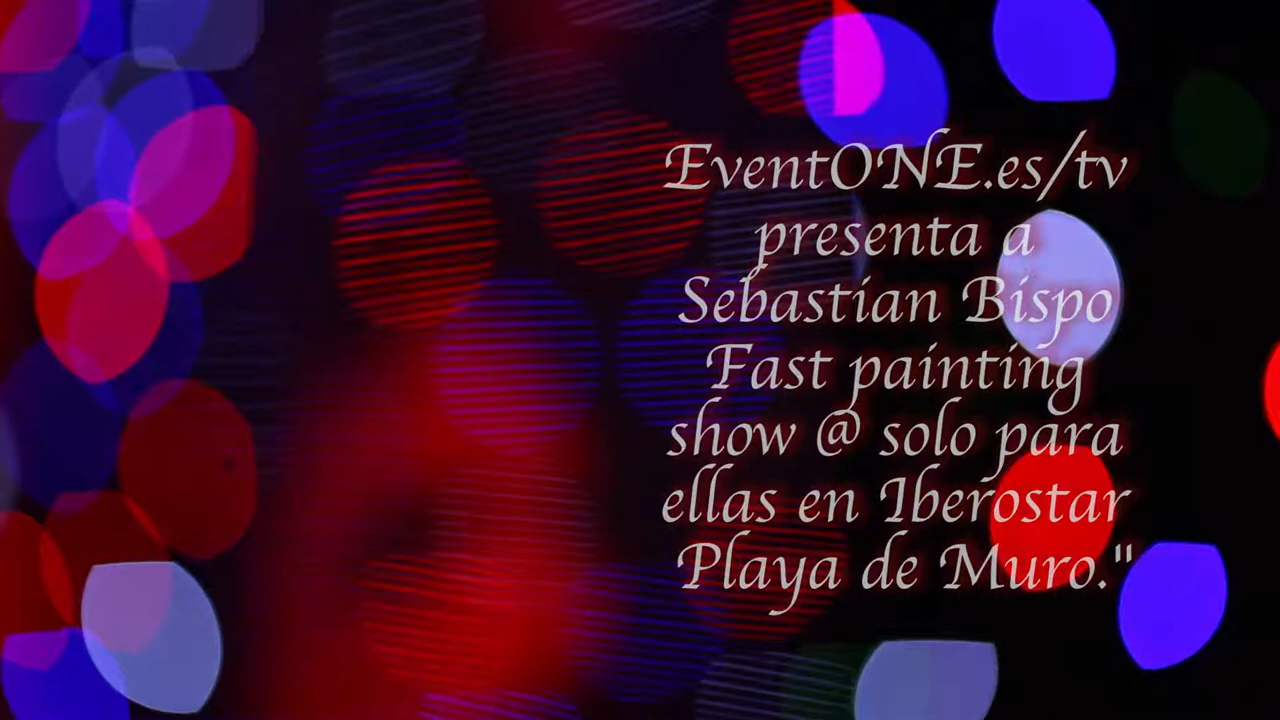 EventONE.es/tv
presenta a
Sebastian Bispo
Fast painting
show @ solo para
ellas en Iberostar
Playa de Muro."